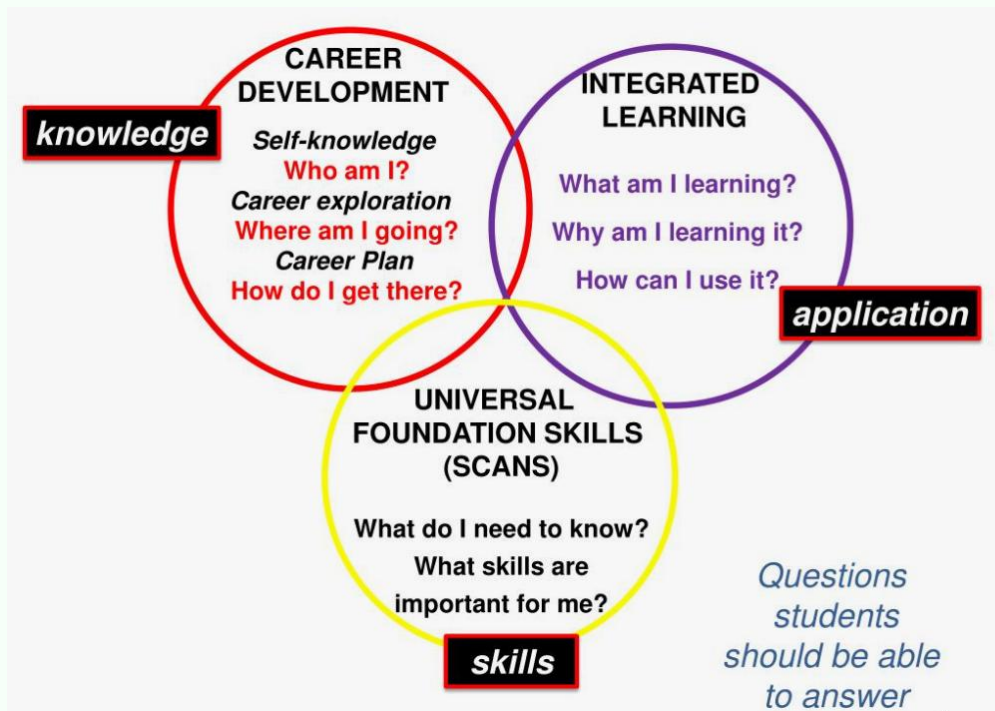 CAREER
DEVELOPMENT
knowledge
Self-knowledge
Who am I?
Career exploration
Where am I going?
Career Plan
How do I get there?
INTEGRATED
LEARNING
What am I learning?
Why am I learning it?
How can I use it?
application
UNIVERSAL
FOUNDATION SKILLS
(SCANS)
What do I need to know?
What skills are
important for me?
skills
Questions
students
should be able
to answer